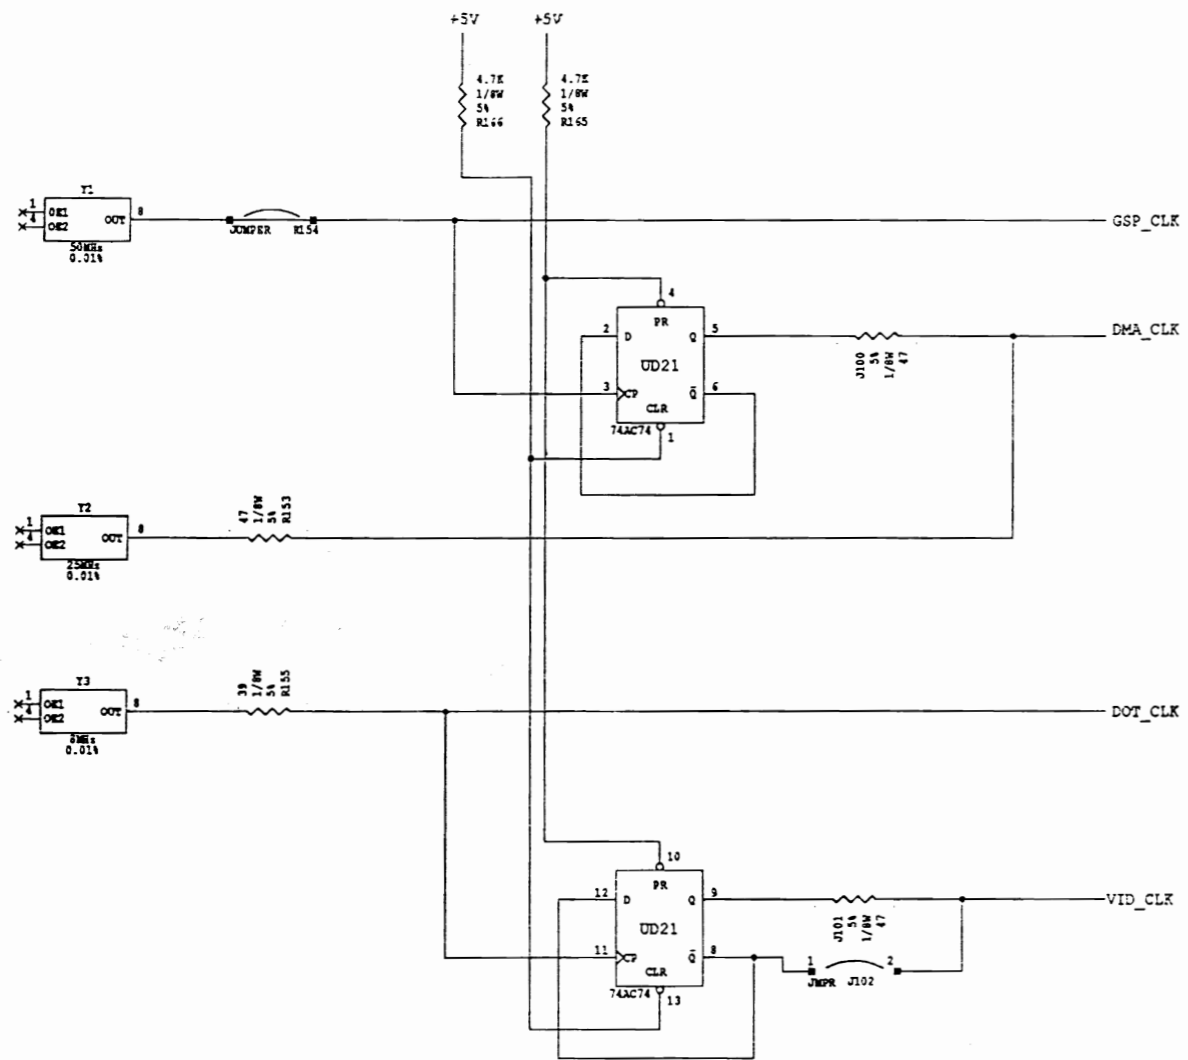 +5V
+5V
4.7K
1/8W
5%
R166
4.7K
1/8W
5%
R165
Y1
1
4
OE1
OE2
OUT
8
50MHz
0.01%
JUMPER R154
GSP_CLK
4
PR
2
D
Q
5
UD21
3
CP
Q̅
6
CLR
74AC74
1
J100
5%
1/8W
47
DMA_CLK
Y2
1
4
OE1
OE2
OUT
8
25MHz
0.01%
47
1/8W
5%
R153
Y3
1
4
OE1
OE2
OUT
8
8MHz
0.01%
39
1/8W
5%
R155
DOT_CLK
10
PR
12
D
Q
9
UD21
11
CP
Q̅
8
CLR
74AC74
13
J101
5%
1/8W
47
VID_CLK
1
2
JMPR J102